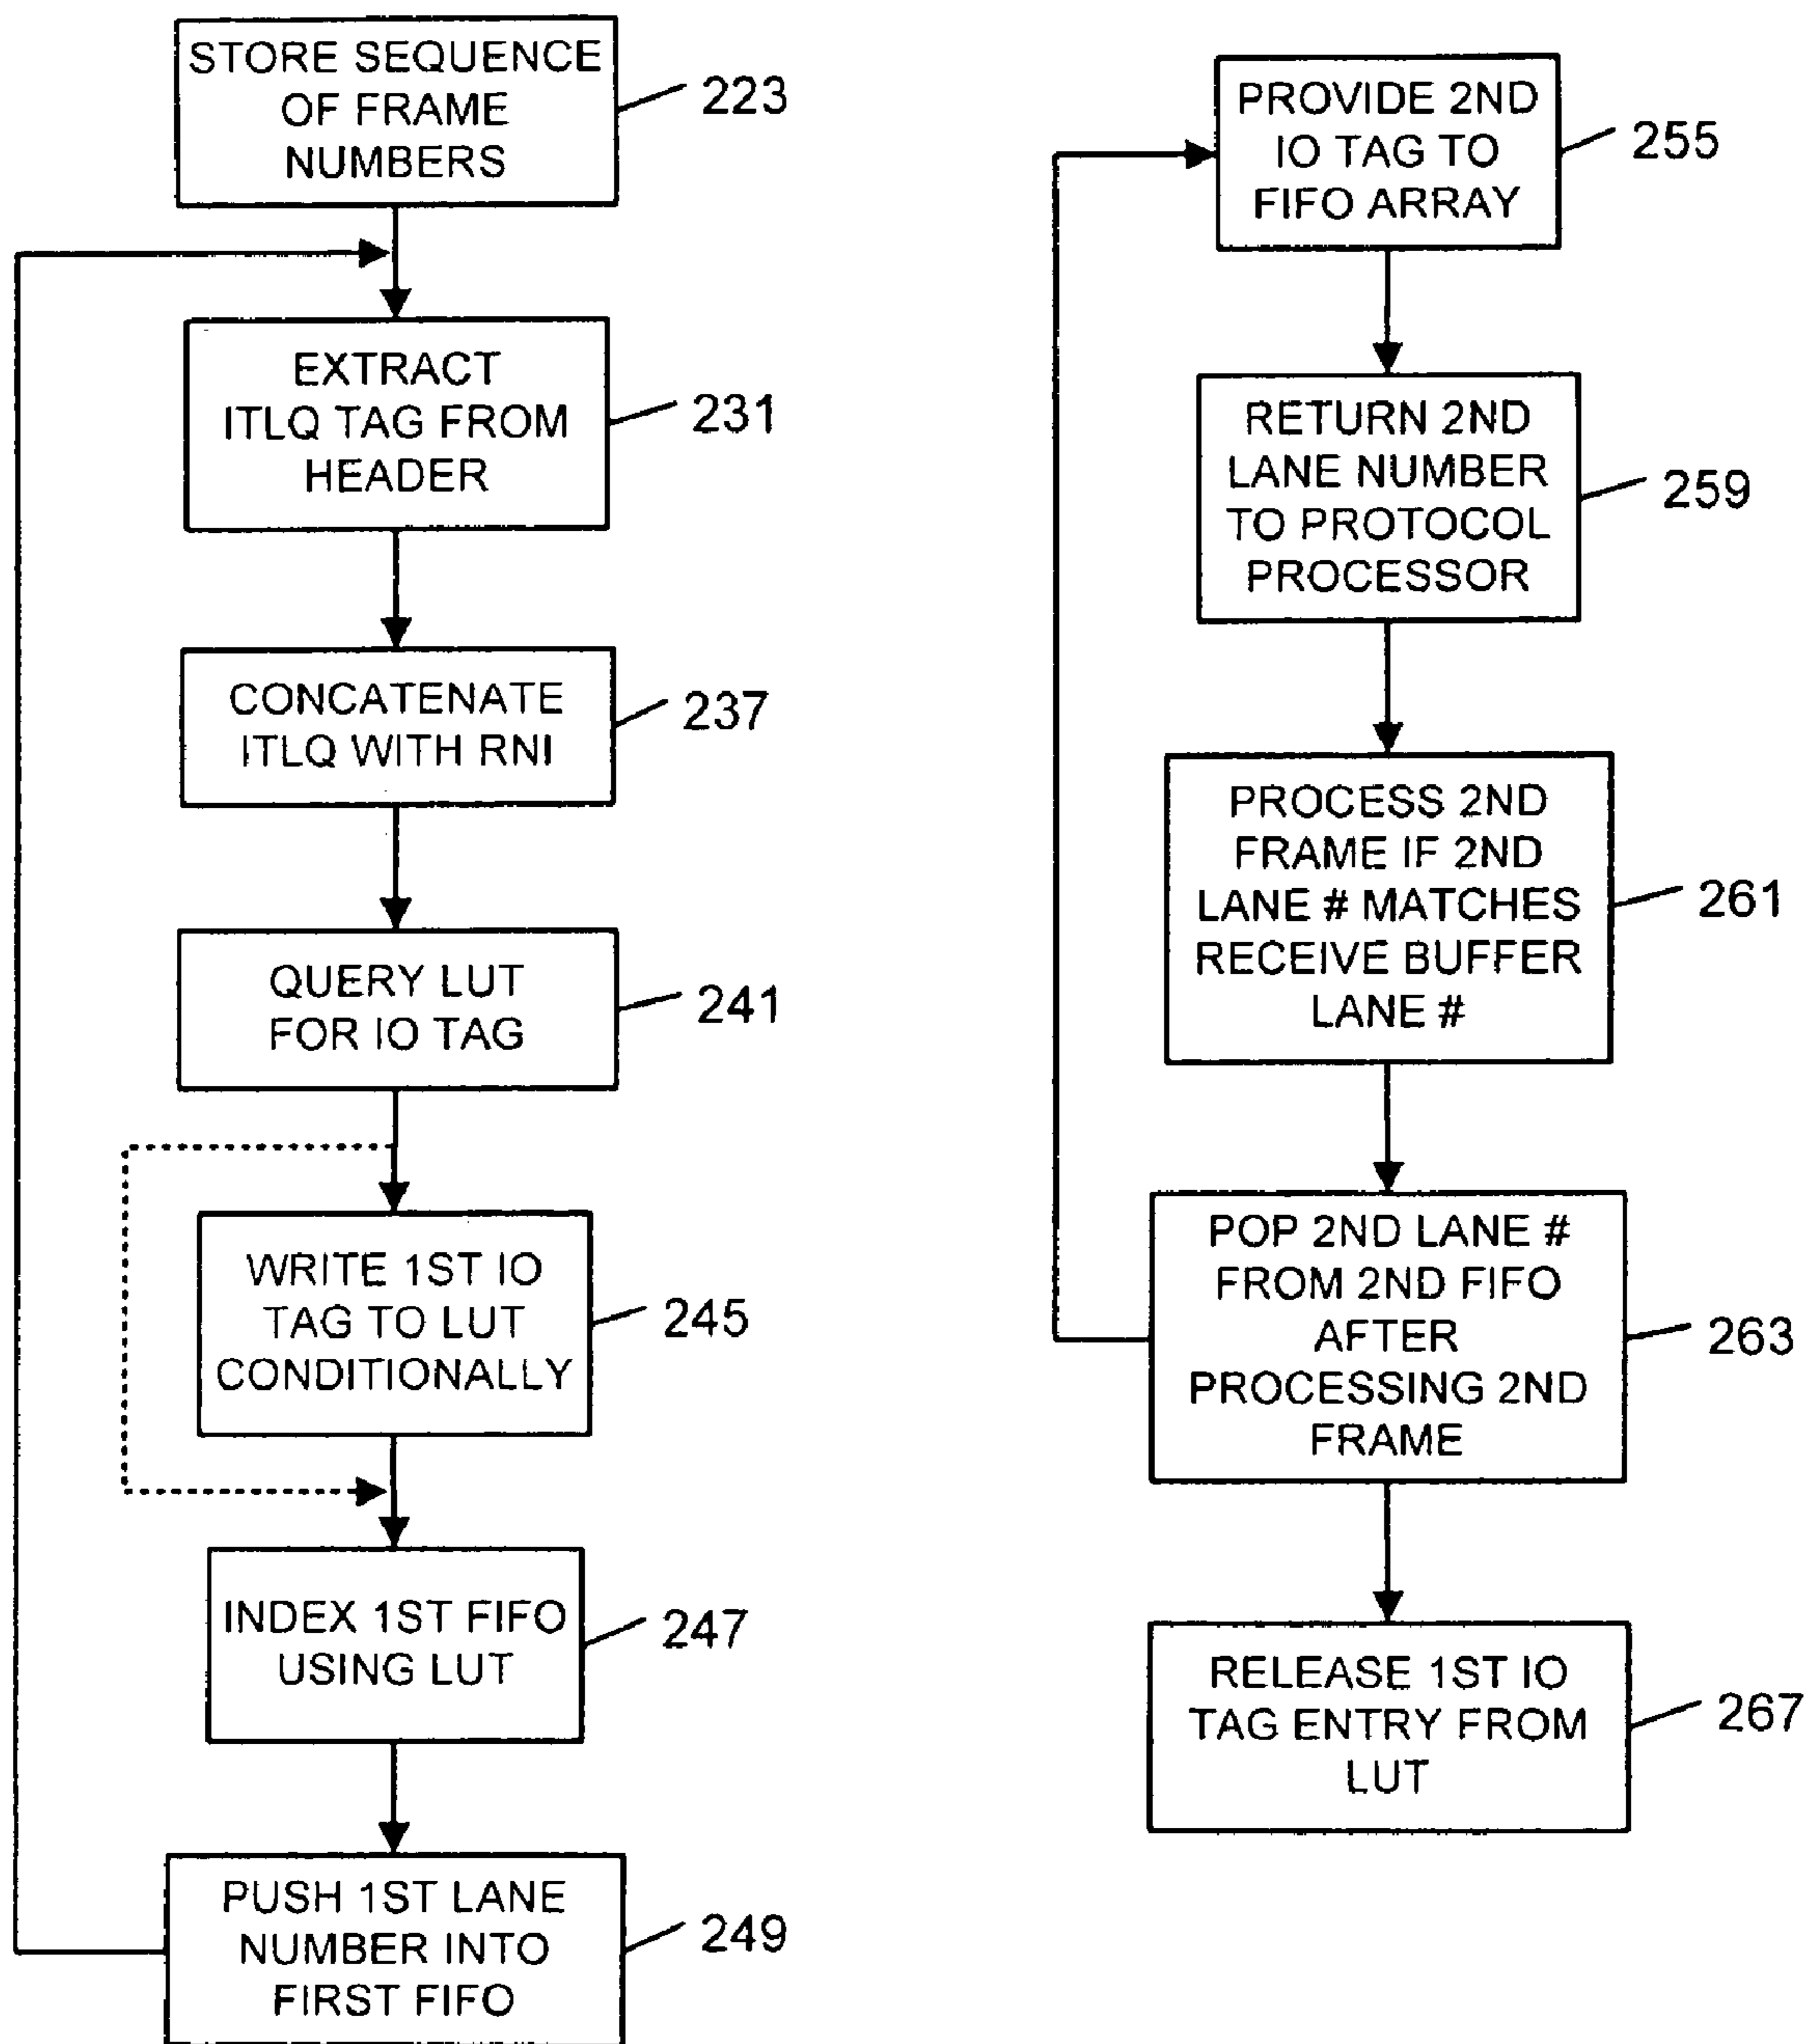 STORE SEQUENCE
OF FRAME
NUMBERS
223
EXTRACT
ITLQ TAG FROM
HEADER
231
CONCATENATE
ITLQ WITH RNI
237
QUERY LUT
FOR IO TAG
241
WRITE 1ST IO
TAG TO LUT
CONDITIONALLY
245
INDEX 1ST FIFO
USING LUT
247
PUSH 1ST LANE
NUMBER INTO
FIRST FIFO
249
PROVIDE 2ND
IO TAG TO
FIFO ARRAY
255
RETURN 2ND
LANE NUMBER
TO PROTOCOL
PROCESSOR
259
PROCESS 2ND
FRAME IF 2ND
LANE # MATCHES
RECEIVE BUFFER
LANE #
261
POP 2ND LANE #
FROM 2ND FIFO
AFTER
PROCESSING 2ND
FRAME
263
RELEASE 1ST IO
TAG ENTRY FROM
LUT
267